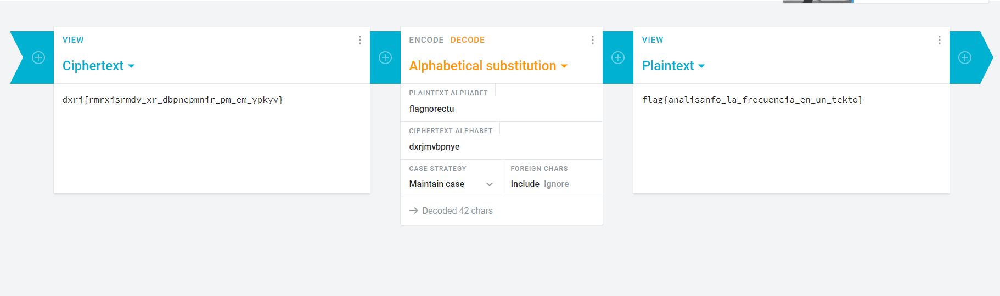 VIEW
Ciphertext
dxrj{rmrxisrmdv_xr_dbpnepmnir_pm_em_ypkyv}
ENCODE DECODE
Alphabetical substitution
PLAINTEXT ALPHABET
flagnorectu
CIPHERTEXT ALPHABET
dxrjmvbpnye
CASE STRATEGY
Maintain case
FOREIGN CHARS
Include Ignore
→ Decoded 42 chars
VIEW
Plaintext
flag{analisanfo_la_frecuencia_en_un_tekto}